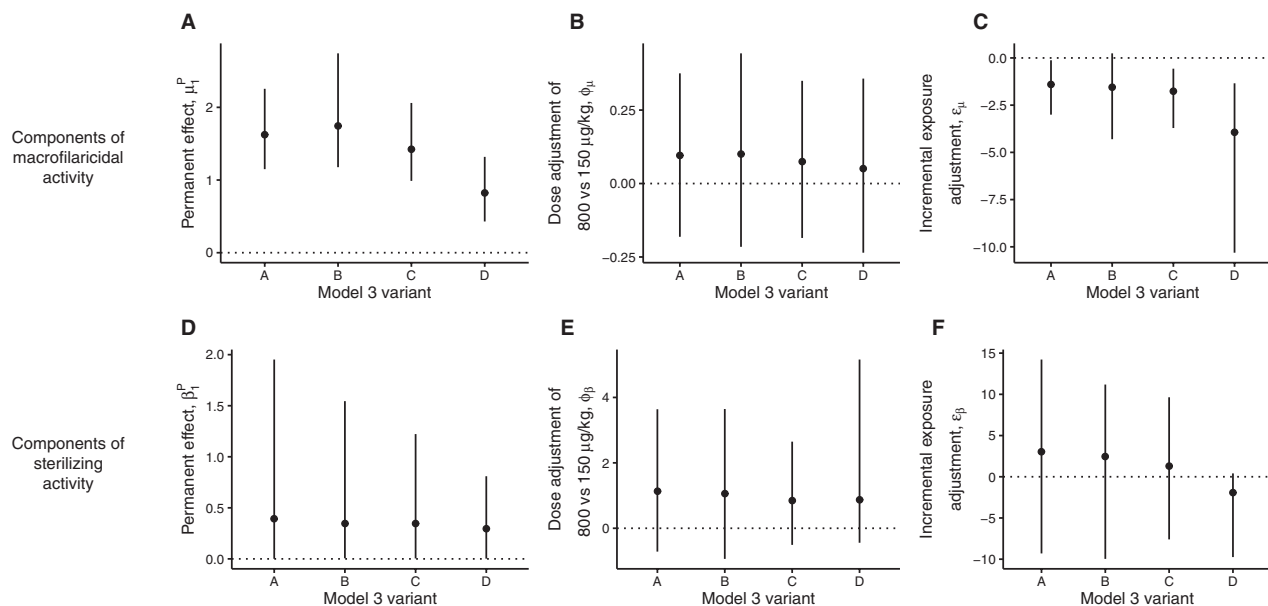 A
Permanent effect, μ₁ᴾ
2
1
0
A B C D
Model 3 variant
B
Dose adjustment of
800 vs 150 μg/kg, ϕμ
0.25
0.00
−0.25
A B C D
Model 3 variant
C
Incremental exposure
adjustment, εμ
0.0
−2.5
−5.0
−7.5
−10.0
A B C D
Model 3 variant
Components of
macrofilaricidal
activity
D
Permanent effect, β₁ᴾ
2.0
1.5
1.0
0.5
0.0
A B C D
Model 3 variant
E
Dose adjustment of
800 vs 150 μg/kg, ϕβ
4
2
0
A B C D
Model 3 variant
F
Incremental exposure
adjustment, εβ
15
10
5
0
−5
−10
A B C D
Model 3 variant
Components of
sterilizing
activity